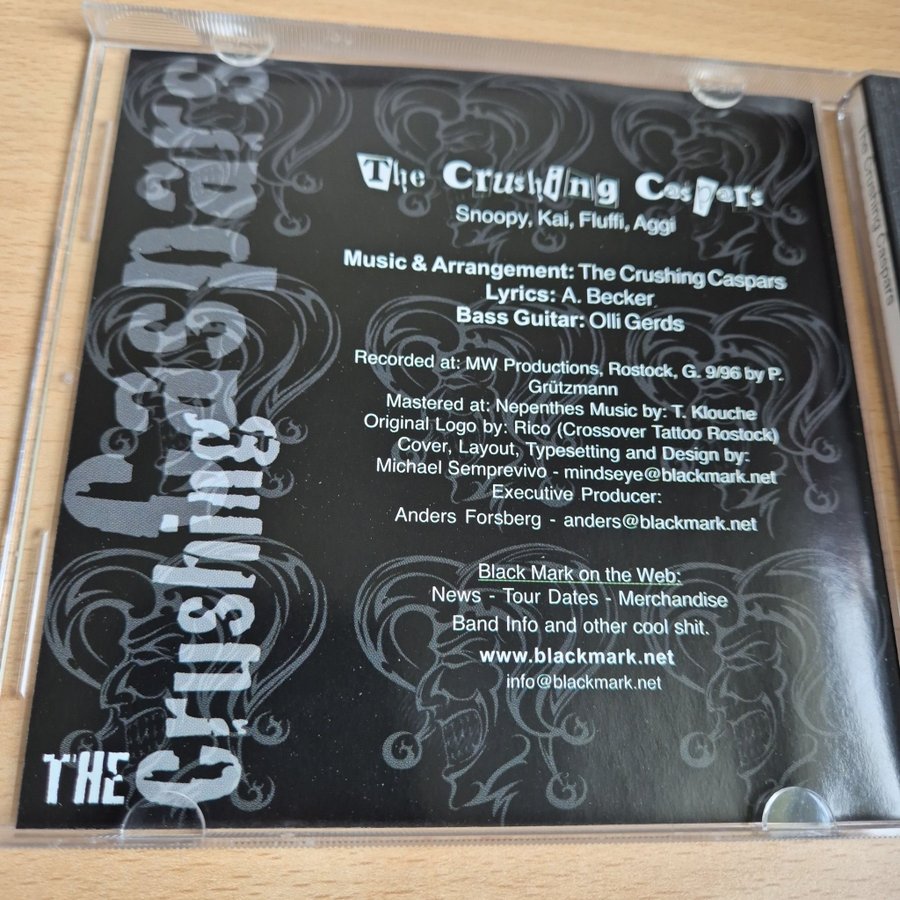 THE Crushing Caspars
The Crushing Caspars
Snoopy, Kai, Fluffi, Aggi
Music & Arrangement: The Crushing Caspars
Lyrics: A. Becker
Bass Guitar: Olli Gerds
Recorded at: MW Productions, Rostock, G. 9/96 by P.
Grützmann
Mastered at: Nepenthes Music by: T. Klouche
Original Logo by: Rico (Crossover Tattoo Rostock)
Cover, Layout, Typesetting and Design by:
Michael Semprevivo - mindseye@blackmark.net
Executive Producer:
Anders Forsberg - anders@blackmark.net
Black Mark on the Web:
News - Tour Dates - Merchandise
Band Info and other cool shit.
www.blackmark.net
info@blackmark.net
The Crushing Caspars